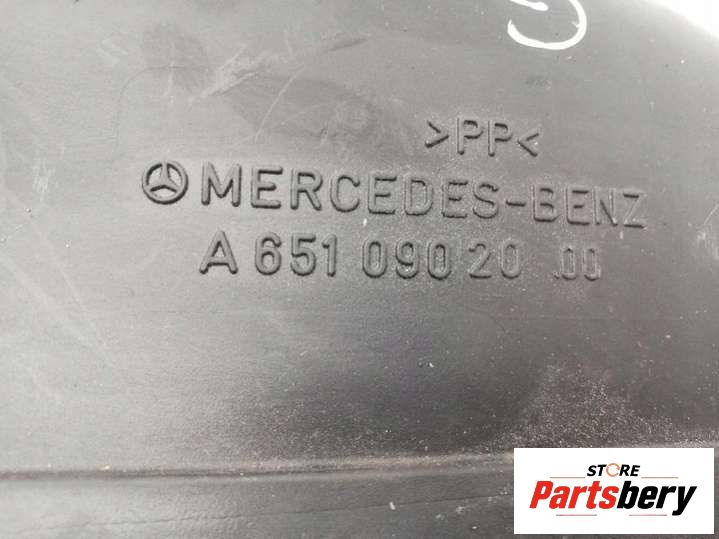 >PP<
MERCEDES-BENZ
A 651 090 20 00
STORE
Partsbery